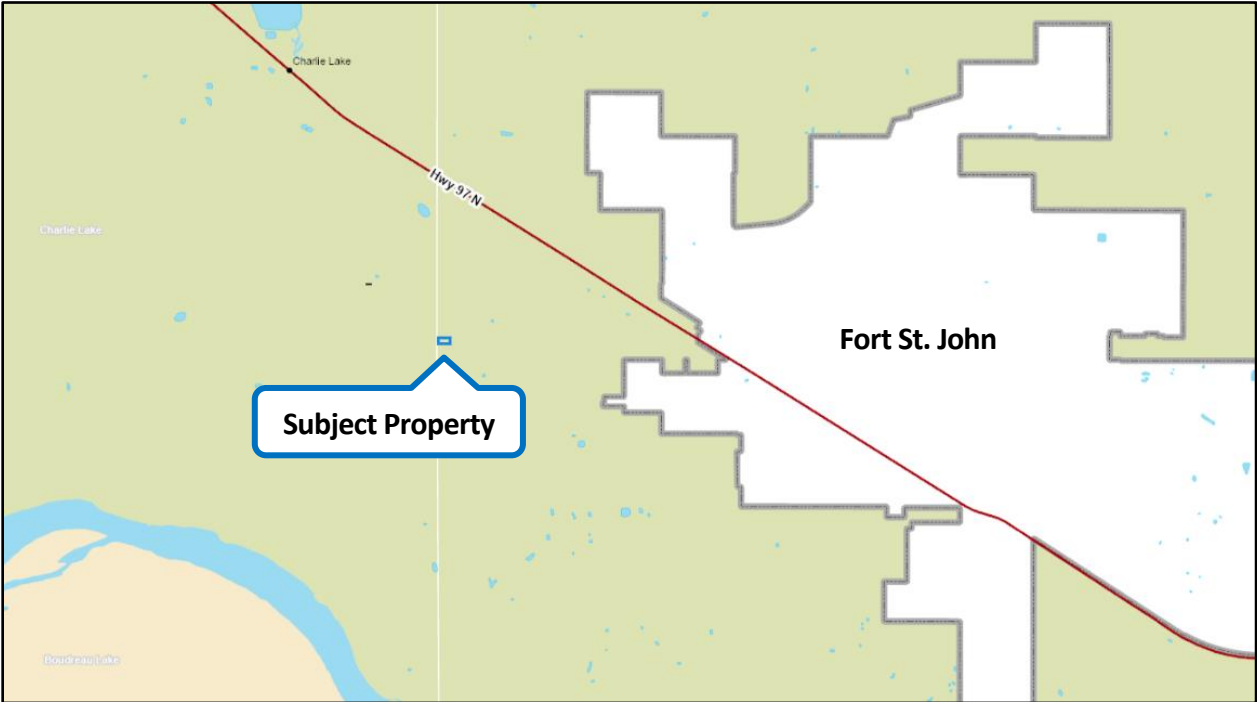 Charlie Lake
Hwy 97 N
Charlie Lake
Fort St. John
Subject Property
Boudreau Lake